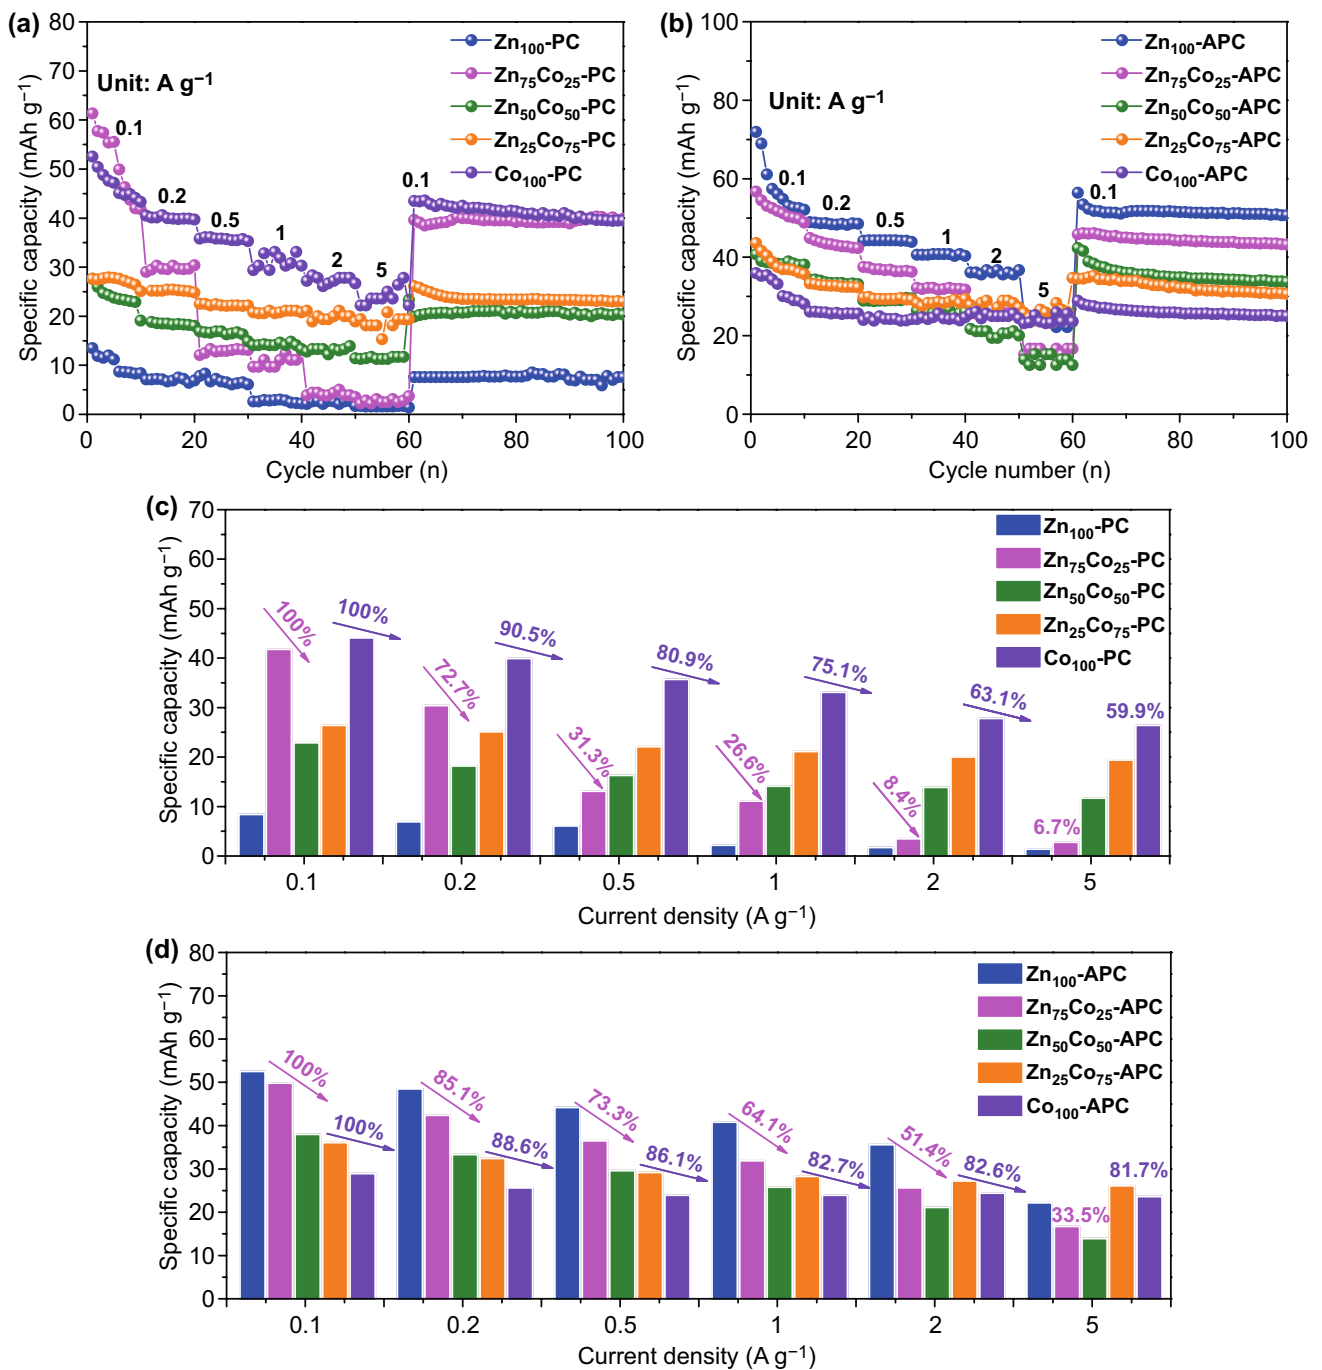 (a)
80
70
60
50
40
30
20
10
0
Specific capacity (mAh g⁻¹)
Unit: A g⁻¹
0.1
0.2
0.5
1
2
5
0.1
Zn₁₀₀-PC
Zn₇₅Co₂₅-PC
Zn₅₀Co₅₀-PC
Zn₂₅Co₇₅-PC
Co₁₀₀-PC
0 20 40 60 80 100
Cycle number (n)
(b)
100
80
60
40
20
0
Specific capacity (mAh g⁻¹)
Unit: A g⁻¹
0.1
0.2
0.5
1
2
5
0.1
Zn₁₀₀-APC
Zn₇₅Co₂₅-APC
Zn₅₀Co₅₀-APC
Zn₂₅Co₇₅-APC
Co₁₀₀-APC
0 20 40 60 80 100
Cycle number (n)
(c)
70
60
50
40
30
20
10
0
Specific capacity (mAh g⁻¹)
Zn₁₀₀-PC
Zn₇₅Co₂₅-PC
Zn₅₀Co₅₀-PC
Zn₂₅Co₇₅-PC
Co₁₀₀-PC
100%
100%
72.7%
90.5%
31.3%
80.9%
26.6%
75.1%
8.4%
63.1%
6.7%
59.9%
0.1 0.2 0.5 1 2 5
Current density (A g⁻¹)
(d)
80
70
60
50
40
30
20
10
0
Specific capacity (mAh g⁻¹)
Zn₁₀₀-APC
Zn₇₅Co₂₅-APC
Zn₅₀Co₅₀-APC
Zn₂₅Co₇₅-APC
Co₁₀₀-APC
100%
100%
85.1%
88.6%
73.3%
86.1%
64.1%
82.7%
51.4%
82.6%
33.5%
81.7%
0.1 0.2 0.5 1 2 5
Current density (A g⁻¹)